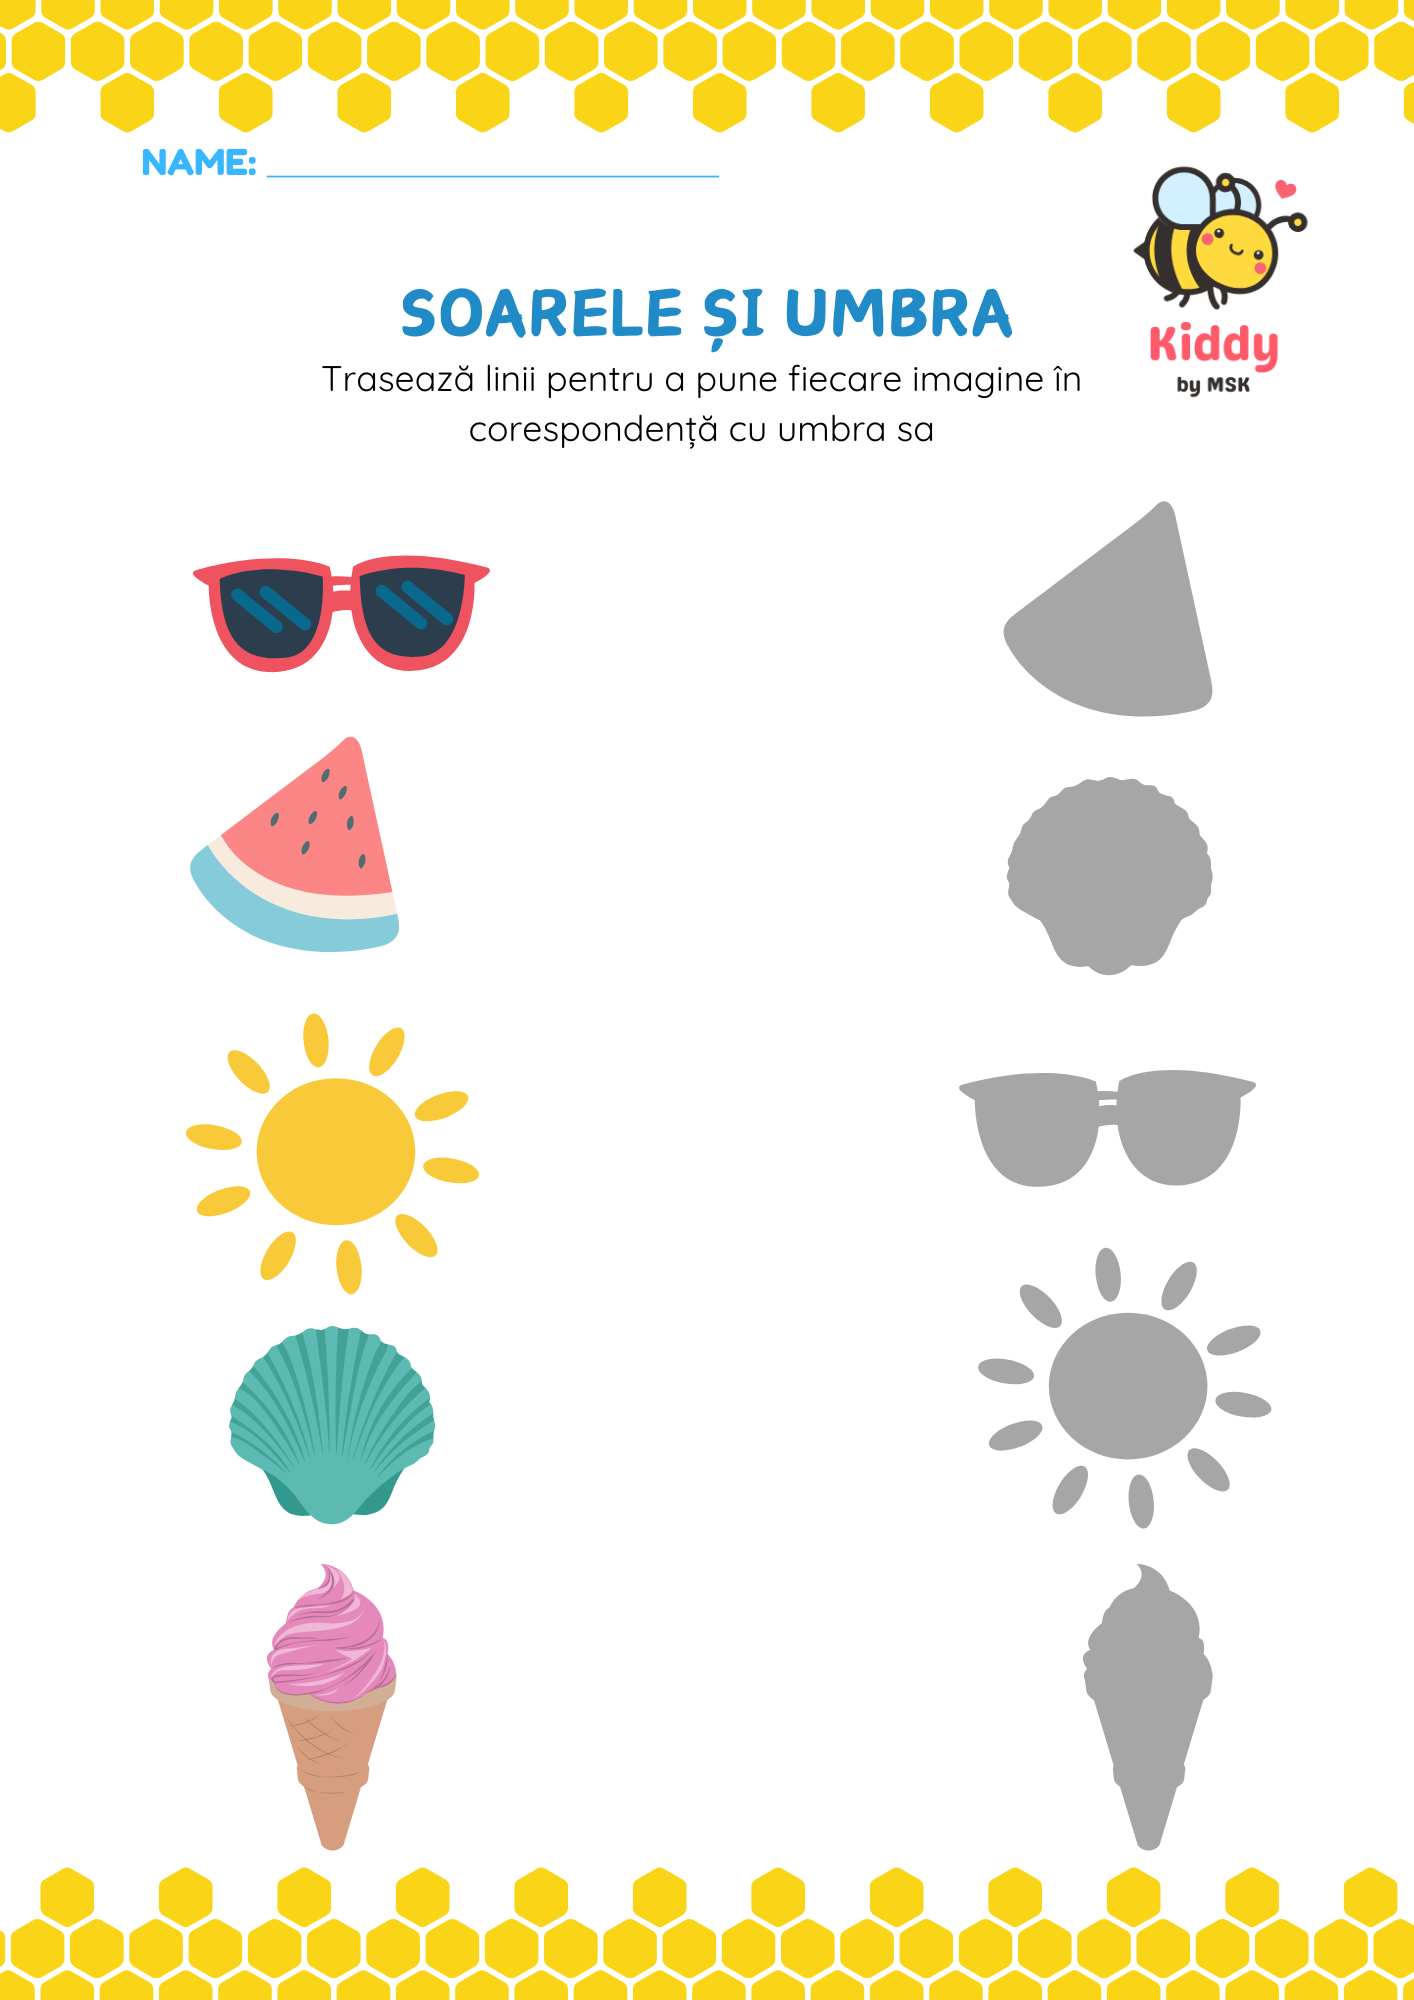 NAME:
SOARELE ȘI UMBRA
Trasează linii pentru a pune fiecare imagine în
corespondență cu umbra sa
Kiddy
by MSK